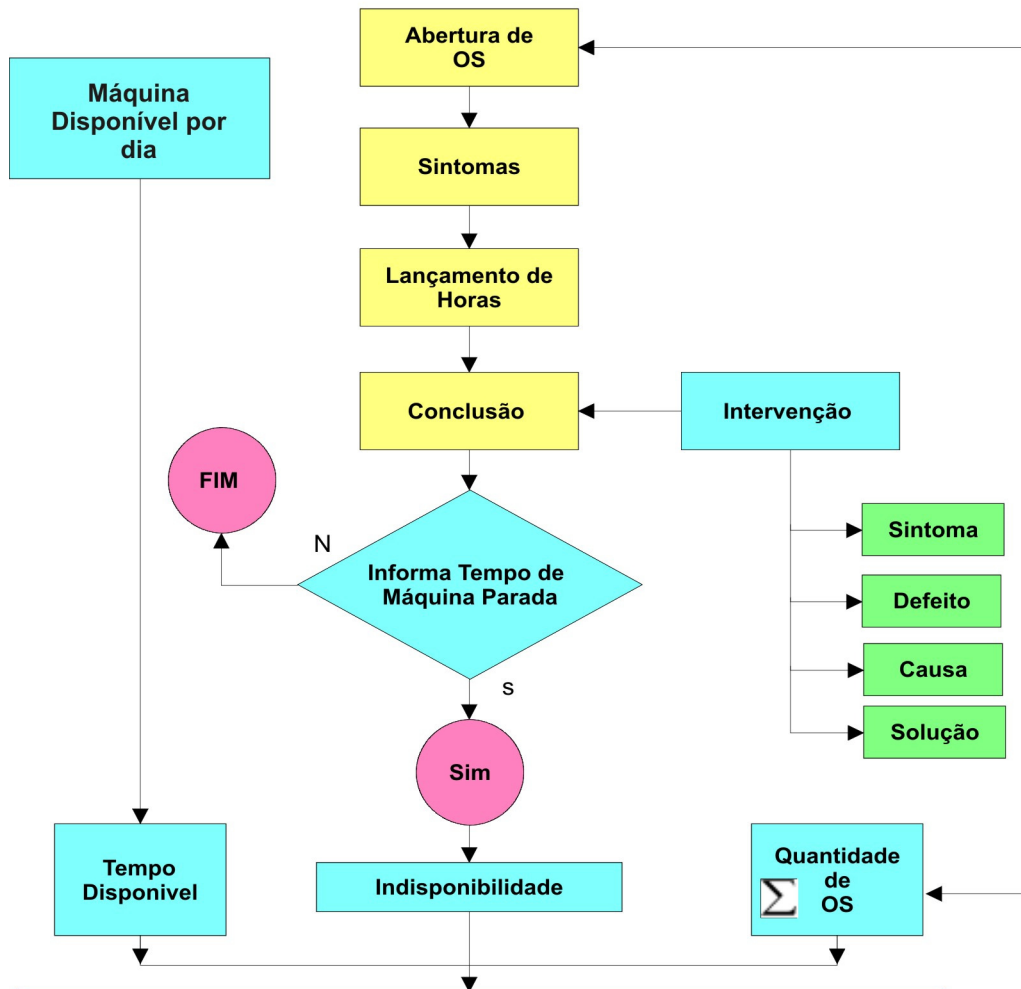 Abertura de
OS
Máquina
Disponível por
dia
Sintomas
Lançamento de
Horas
Conclusão
Intervenção
FIM
N
Informa Tempo de
Máquina Parada
s
Sintoma
Defeito
Causa
Solução
Sim
Tempo
Disponivel
Indisponibilidade
Quantidade
de
Σ OS